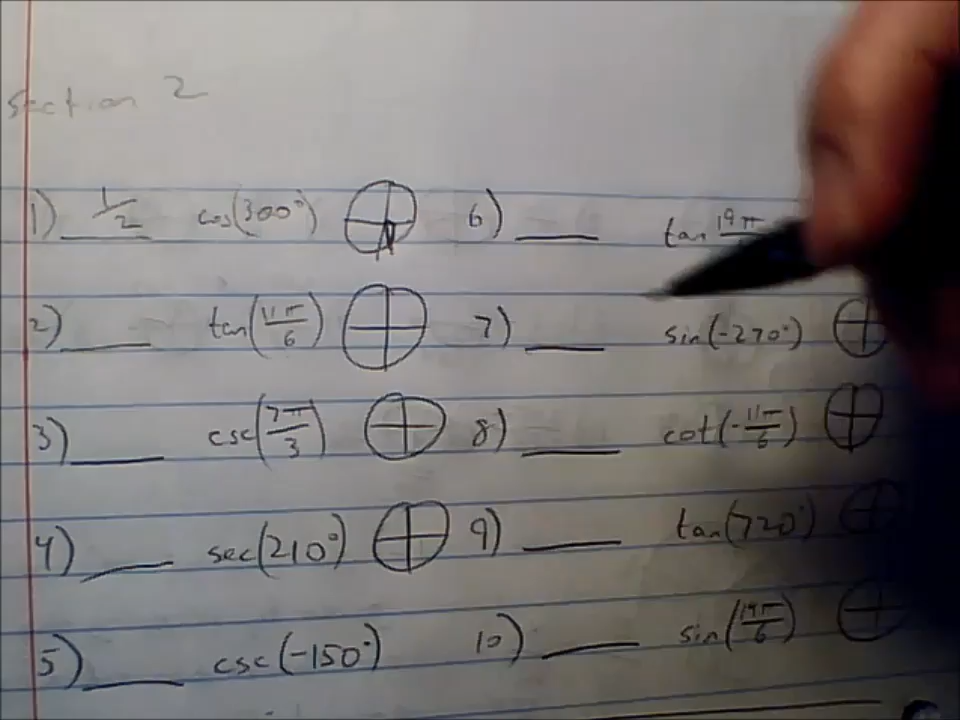 Section 2
1) 1/2 cos(300°) 6) ___ tan 19π
2) ___ tan(11π/6) 7) ___ sin(-270°)
3) ___ csc(7π/3) 8) ___ cot(-11π/6)
4) ___ sec(210°) 9) ___ tan(720°)
5) ___ csc(-150°) 10) ___ sin(19π/6)